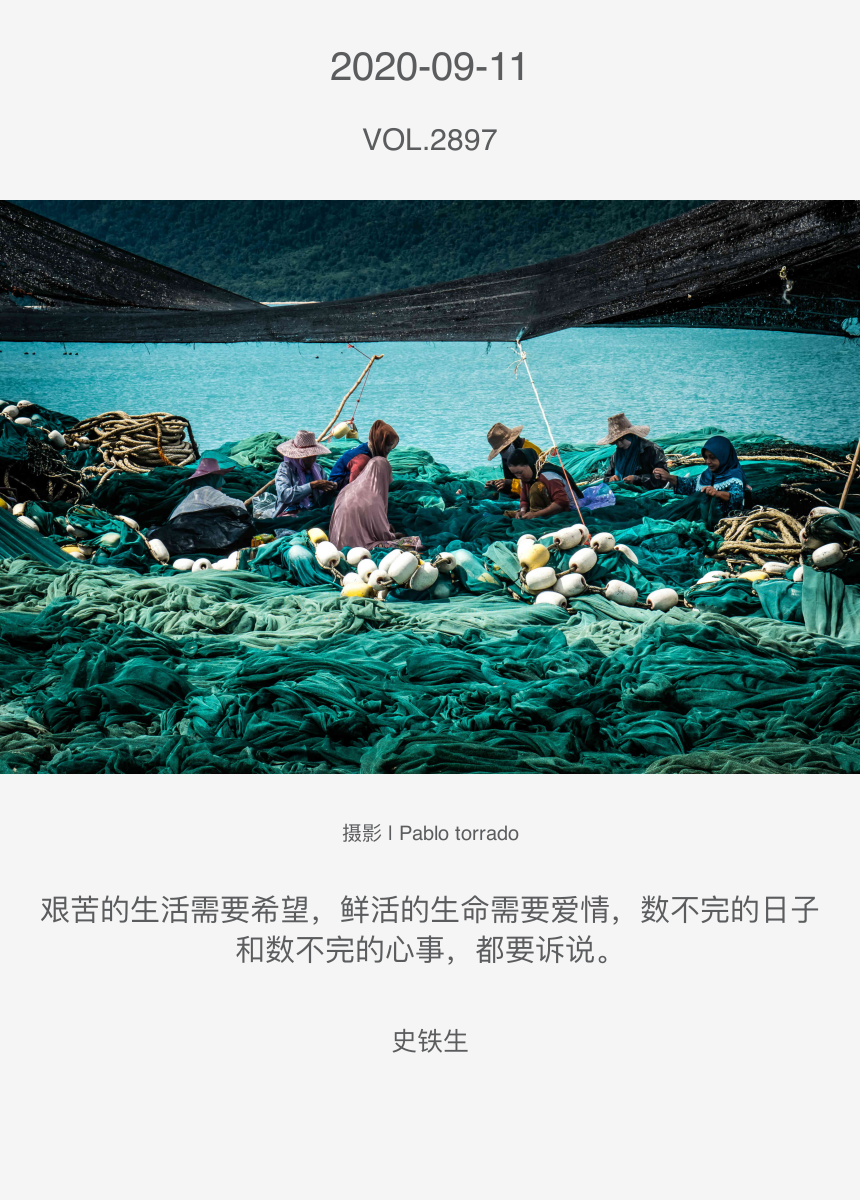 2020-09-11
VOL.2897
摄影 | Pablo torrado
艰苦的生活需要希望，鲜活的生命需要爱情，数不完的日子
和数不完的心事，都要诉说。
史铁生